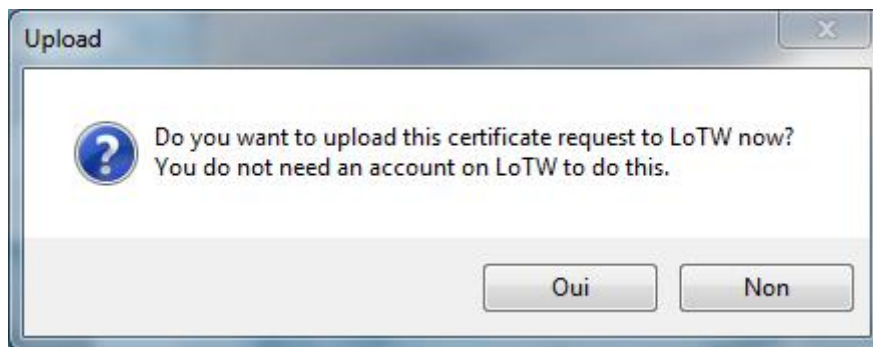 Upload
Do you want to upload this certificate request to LoTW now?
You do not need an account on LoTW to do this.
Oui
Non